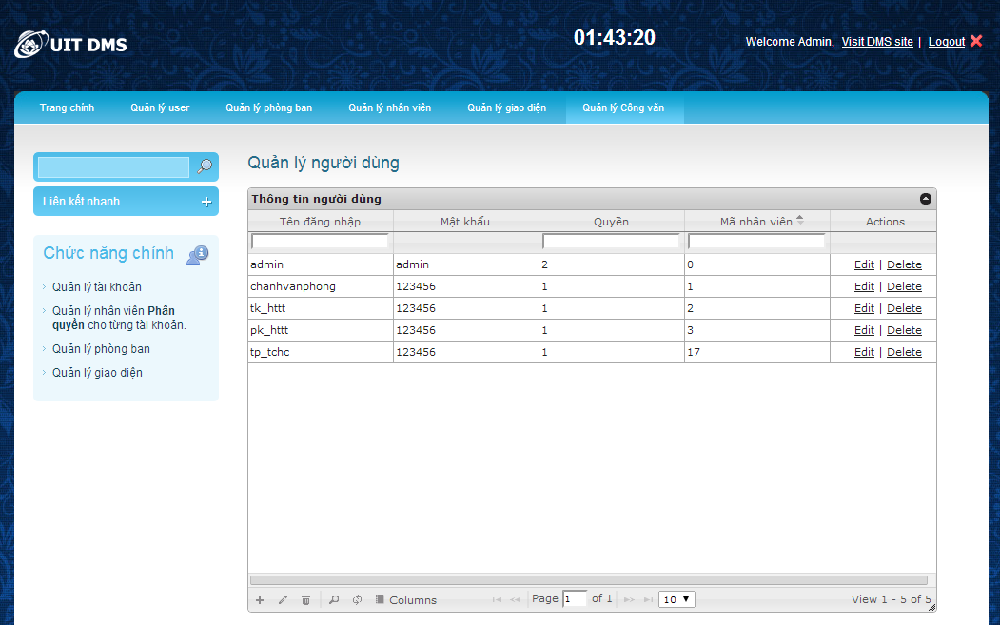 UIT DMS
01:43:20
Welcome Admin, Visit DMS site | Logout
Trang chính Quản lý user Quản lý phòng ban Quản lý nhân viên Quản lý giao diện Quản lý Công văn
Liên kết nhanh
Chức năng chính
Quản lý tài khoản
Quản lý nhân viên Phân
quyền cho từng tài khoản.
Quản lý phòng ban
Quản lý giao diện
Quản lý người dùng
Thông tin người dùng
Tên đăng nhập Mật khẩu Quyền Mã nhân viên Actions
admin admin 2 0 Edit | Delete
chanhvanphong 123456 1 1 Edit | Delete
tk_httt 123456 1 2 Edit | Delete
pk_httt 123456 1 3 Edit | Delete
tp_tchc 123456 1 17 Edit | Delete
Columns Page 1 of 1 10 View 1 - 5 of 5